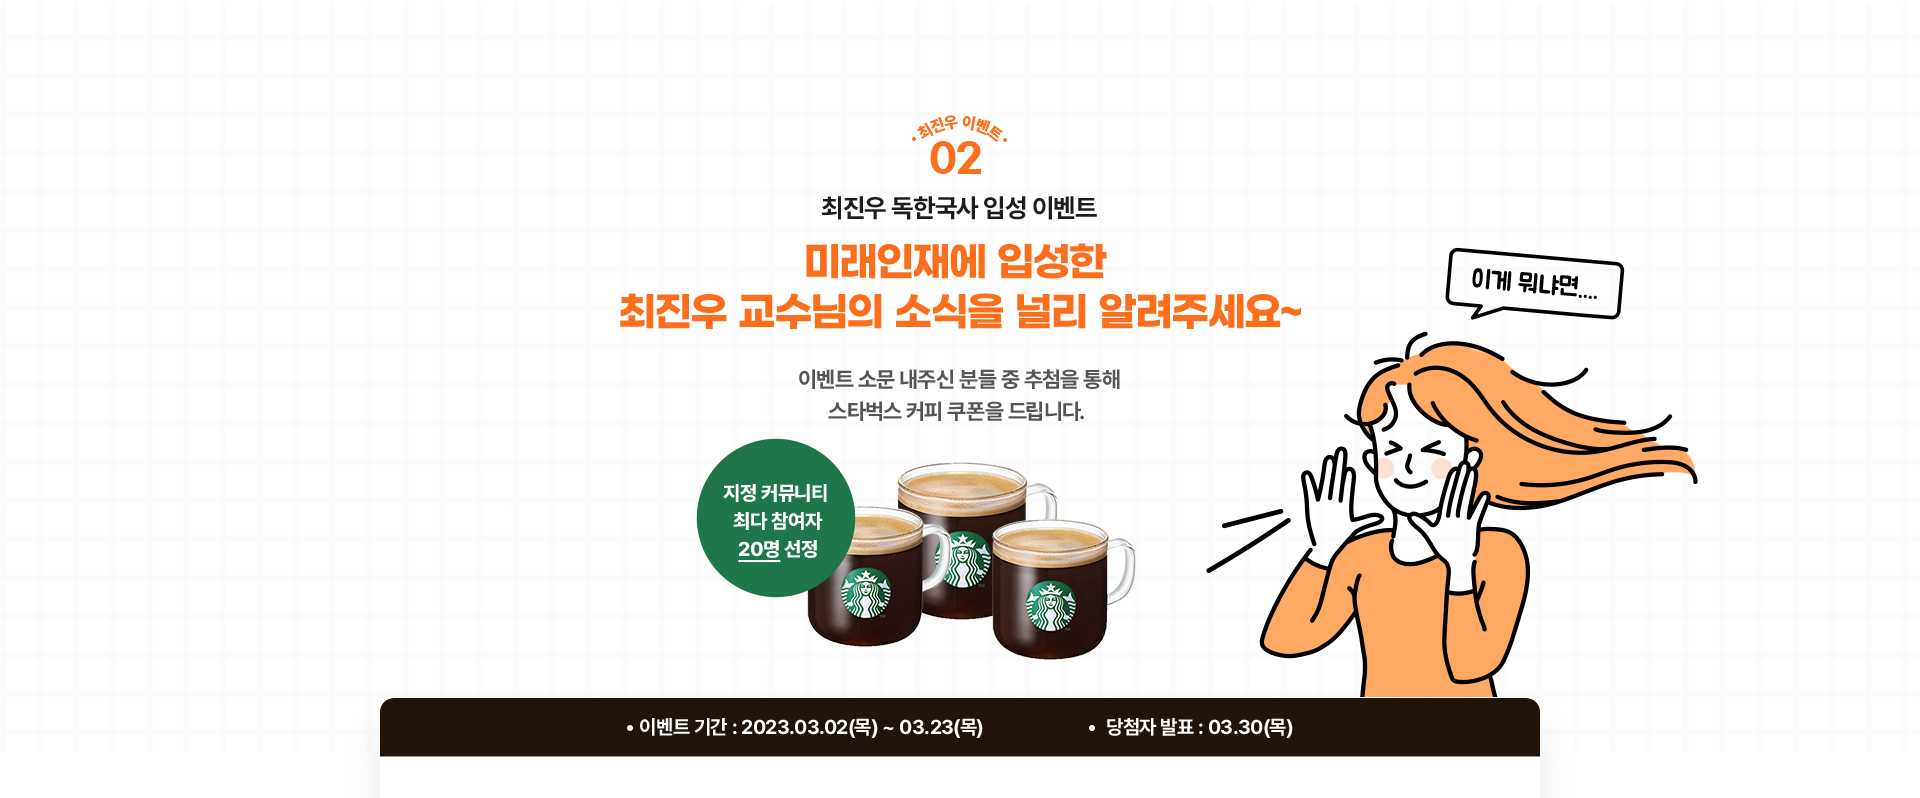 • 최진우 이벤트 •
02
최진우 독한국사 입성 이벤트
미래인재에 입성한
최진우 교수님의 소식을 널리 알려주세요~
이게 뭐냐면....
이벤트 소문 내주신 분들 중 추첨을 통해
스타벅스 커피 쿠폰을 드립니다.
지정 커뮤니티
최다 참여자
20명 선정
• 이벤트 기간 : 2023.03.02(목) ~ 03.23(목)
• 당첨자 발표 : 03.30(목)